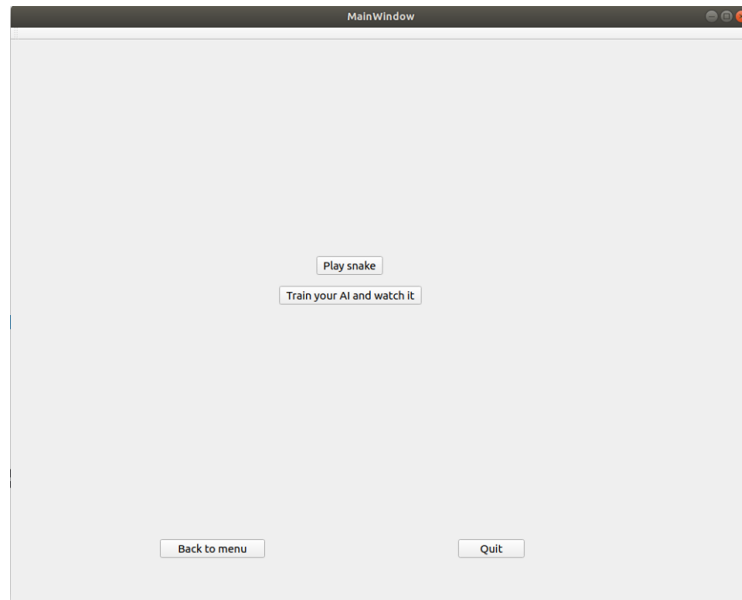 MainWindow
Play snake
Train your AI and watch it
Back to menu
Quit